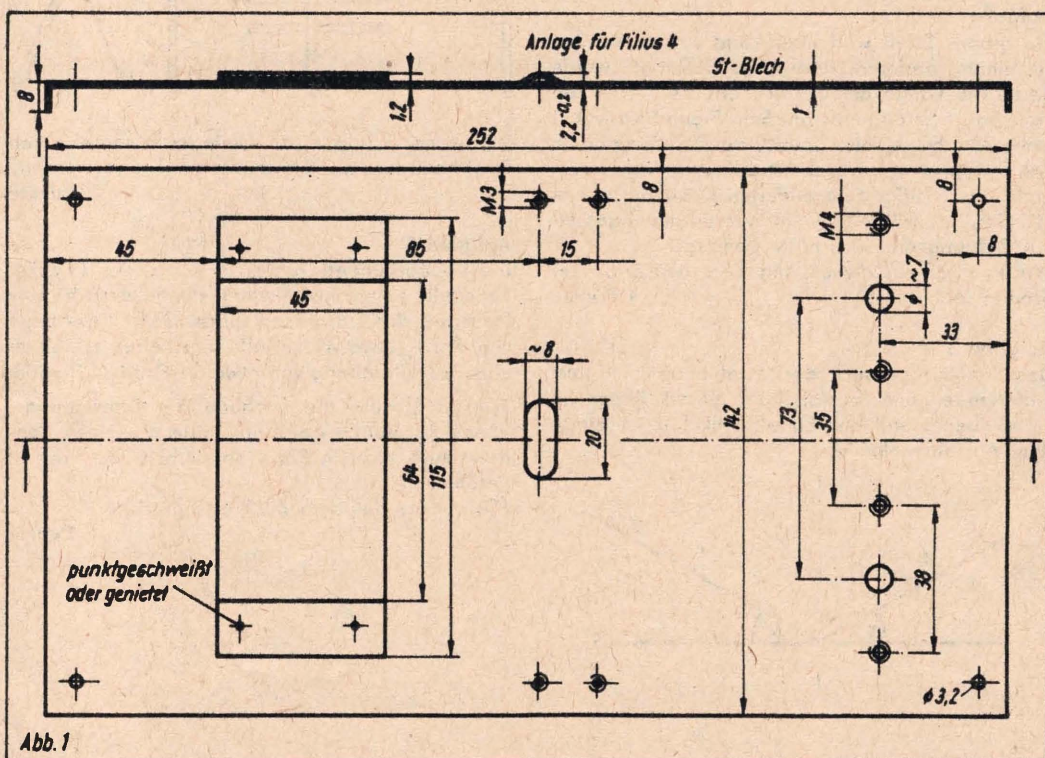 Anlage für Filius 4
St-Blech
8
1,2
2,2-0,2
1
252
M3
8
M4
8
8
45
85
15
45
ϕ ~7
33
~8
142
73
35
20
64
115
38
punktgeschweißt
oder genietet
ϕ3,2
Abb. 1